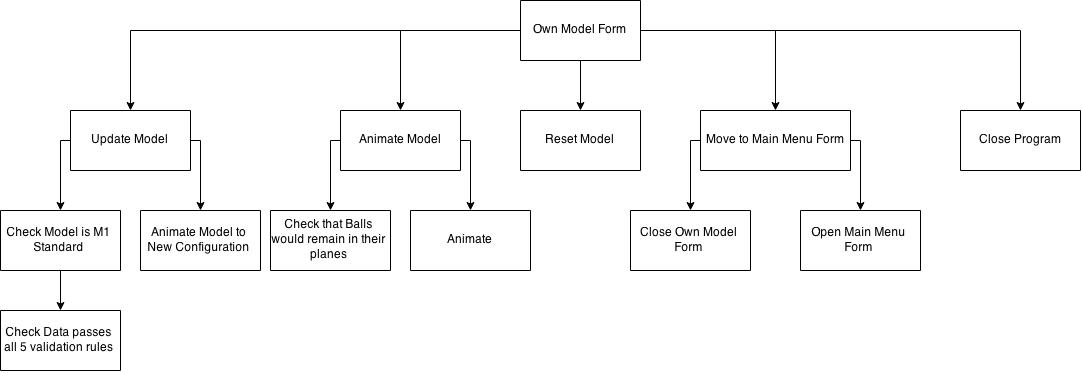 Own Model Form
Update Model
Animate Model
Reset Model
Move to Main Menu Form
Close Program
Check Model is M1
Standard
Animate Model to
New Configuration
Check that Balls
would remain in their
planes
Animate
Close Own Model
Form
Open Main Menu
Form
Check Data passes
all 5 validation rules